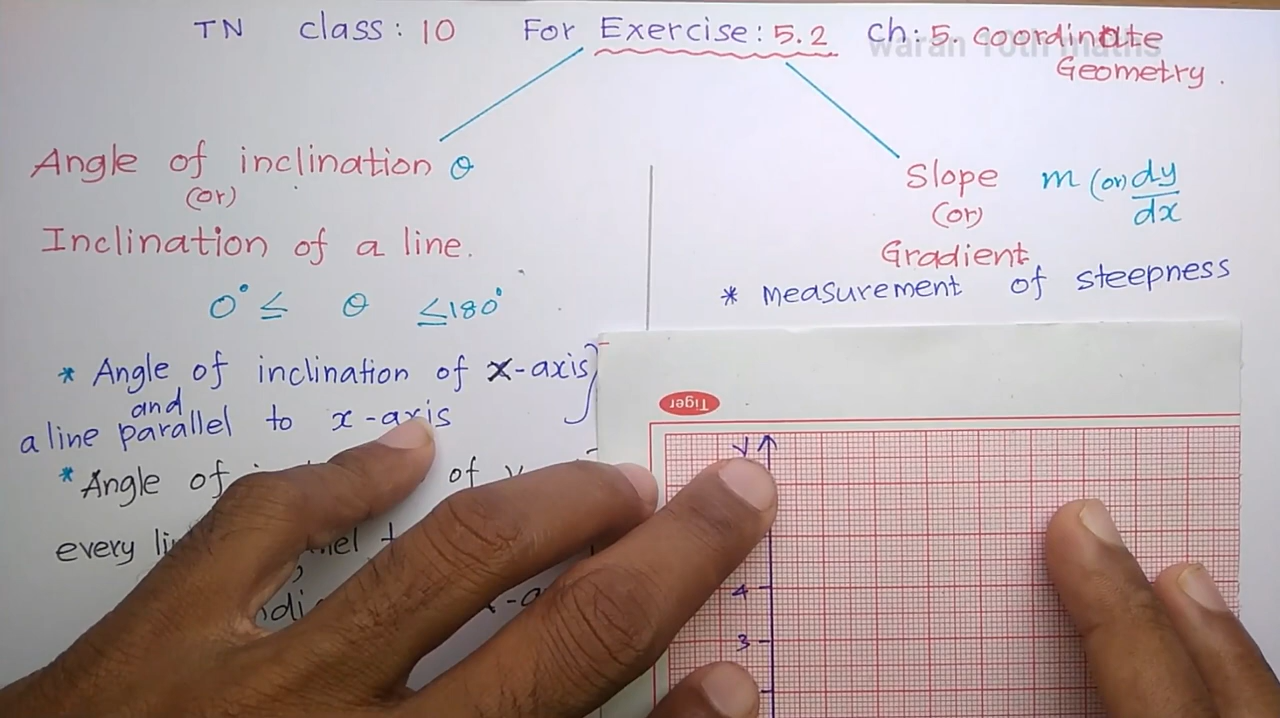 TN class: 10 For Exercise: 5.2 ch: 5. coordinate
Geometry.
Angle of inclination θ
(or)
Inclination of a line.
0° ≤ θ ≤180°
* Angle of inclination of x-axis
and
a line parallel to x-axis
* Angle of of
every
Slope m (or) dy
dx
(or)
Gradient
* measurement of steepness
Tiger
Y
4
3